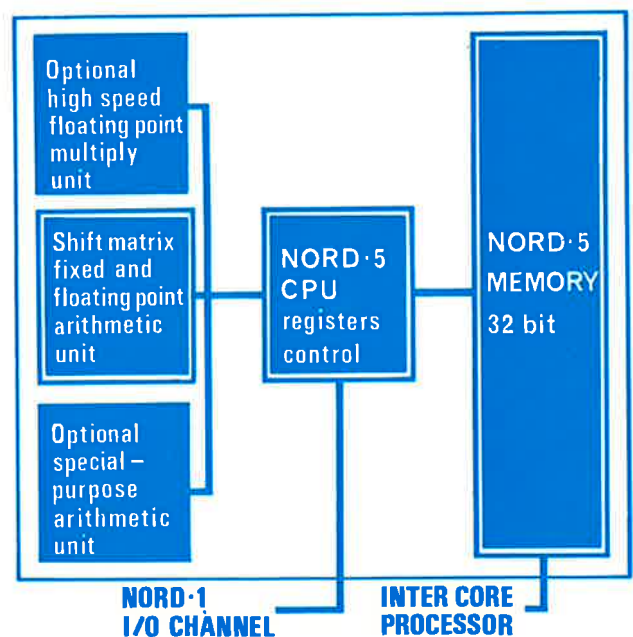 Optional
high speed
floating point
multiply
unit
Shift matrix
fixed and
floating point
arithmetic
unit
Optional
special –
purpose
arithmetic
unit
NORD·5
CPU
registers
control
NORD·5
MEMORY
32 bit
NORD·1
I/O CHANNEL
INTER CORE
PROCESSOR